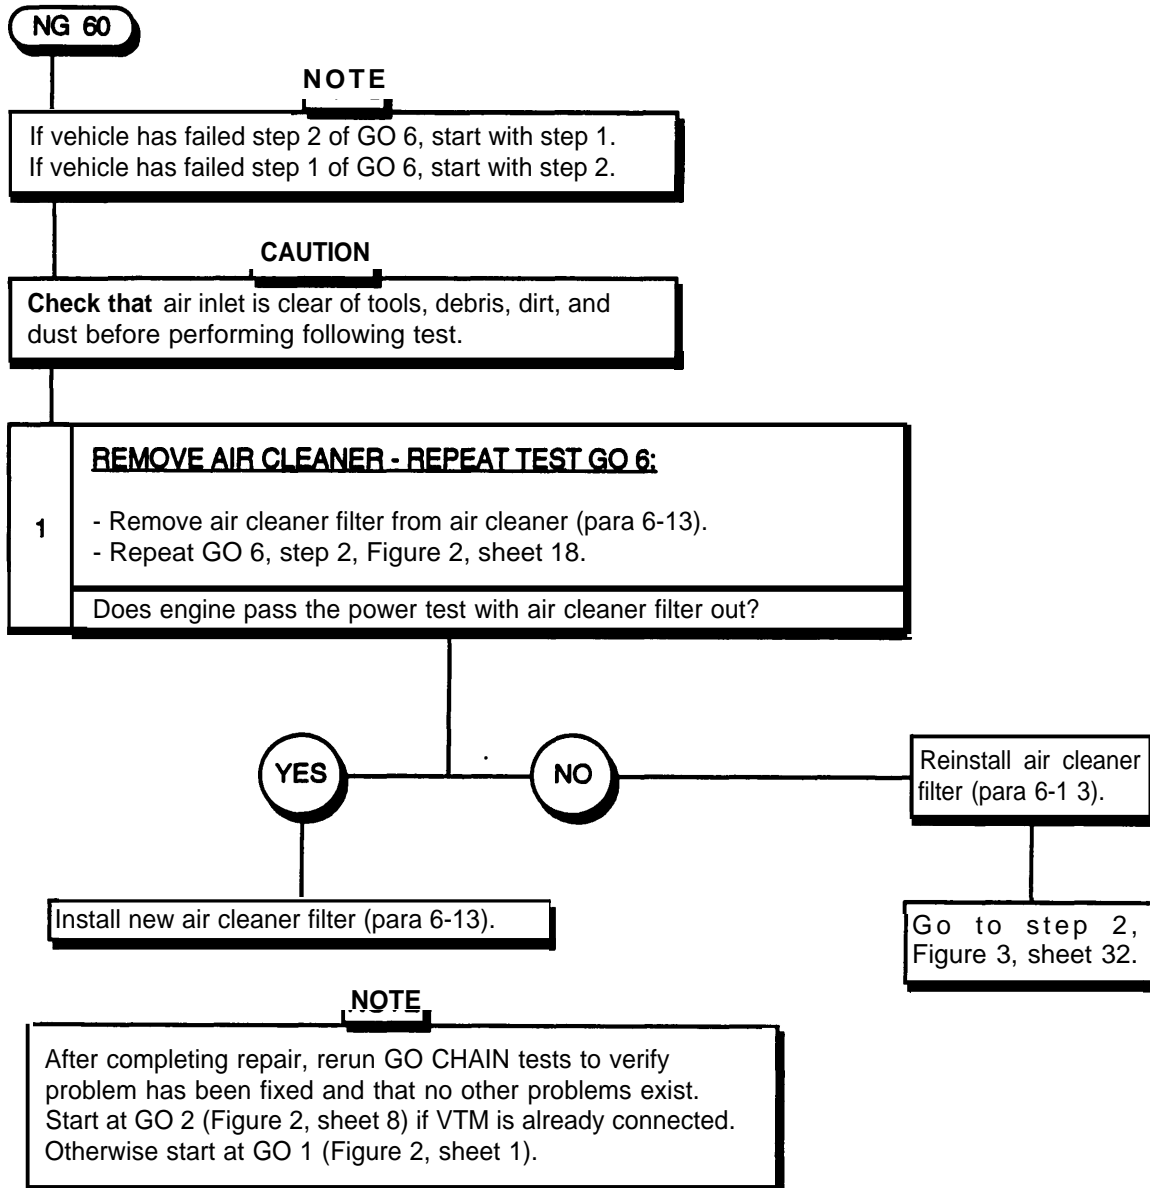 NG 60
NOTE
If vehicle has failed step 2 of GO 6, start with step 1.
If vehicle has failed step 1 of GO 6, start with step 2.
CAUTION
Check that air inlet is clear of tools, debris, dirt, and
dust before performing following test.
1
REMOVE AIR CLEANER - REPEAT TEST GO 6:
- Remove air cleaner filter from air cleaner (para 6-13).
- Repeat GO 6, step 2, Figure 2, sheet 18.
Does engine pass the power test with air cleaner filter out?
YES
NO
Reinstall air cleaner
filter (para 6-1 3).
Install new air cleaner filter (para 6-13).
Go to step 2,
Figure 3, sheet 32.
NOTE
After completing repair, rerun GO CHAIN tests to verify
problem has been fixed and that no other problems exist.
Start at GO 2 (Figure 2, sheet 8) if VTM is already connected.
Otherwise start at GO 1 (Figure 2, sheet 1).